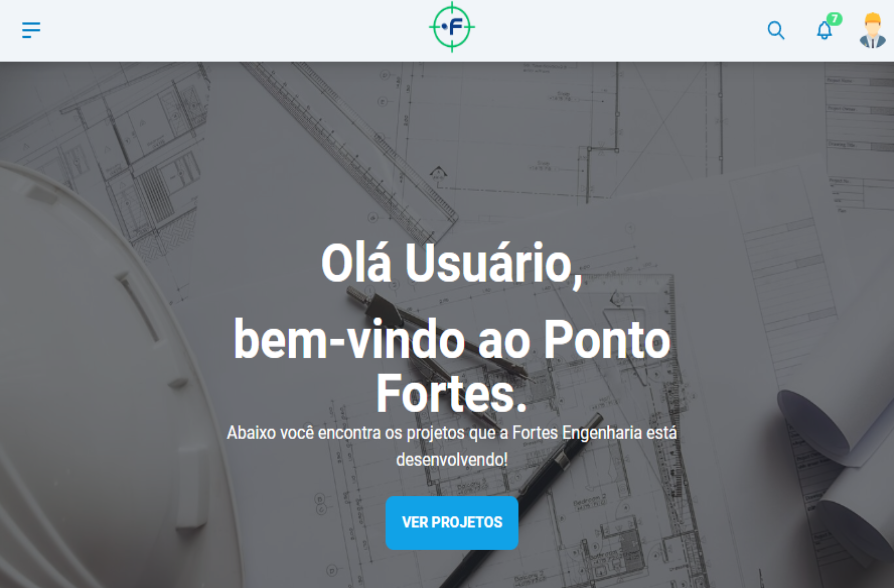 F
7
Olá Usuário,
bem-vindo ao Ponto
Fortes.
Abaixo você encontra os projetos que a Fortes Engenharia está
desenvolvendo!
VER PROJETOS